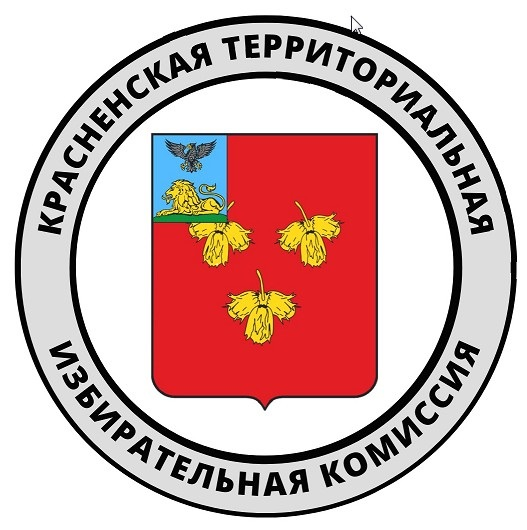 КРАСНЕНСКАЯ ТЕРРИТОРИАЛЬНАЯ
ИЗБИРАТЕЛЬНАЯ КОМИССИЯ